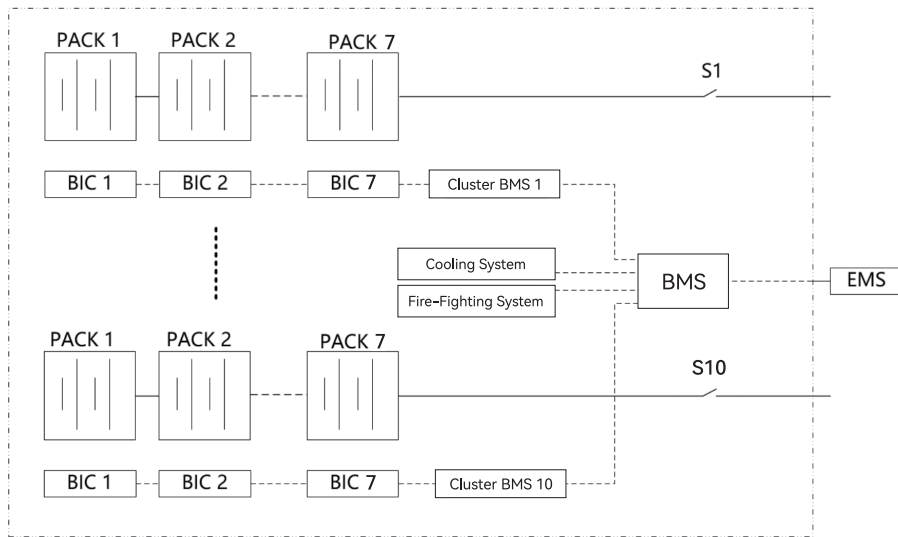 PACK 1
PACK 2
PACK 7
S1
BIC 1
BIC 2
BIC 7
Cluster BMS 1
Cooling System
BMS
EMS
Fire-Fighting System
PACK 1
PACK 2
PACK 7
S10
BIC 1
BIC 2
BIC 7
Cluster BMS 10